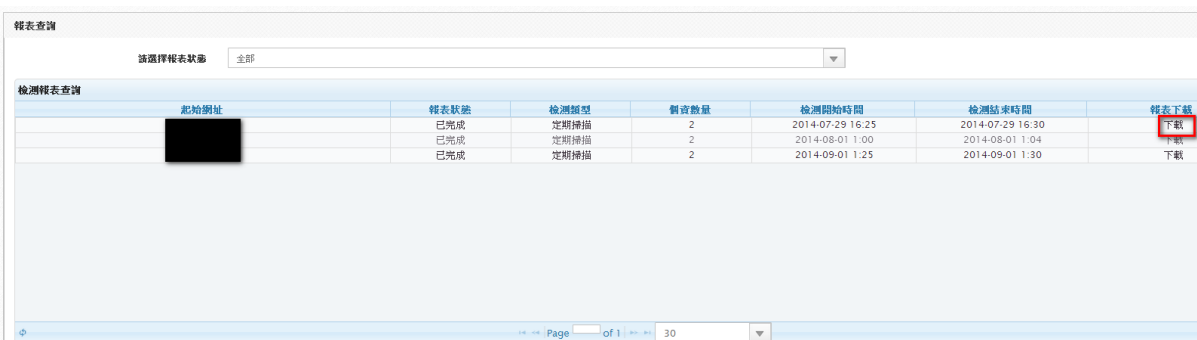 報表查詢
請選擇報表狀態 全部
檢測報表查詢
起始網址 報表狀態 檢測類型 個資數量 檢測開始時間 檢測結束時間 報表下載
已完成 定期掃描 2 2014-07-29 16:25 2014-07-29 16:30 下載
已完成 定期掃描 2 2014-08-01 1:00 2014-08-01 1:04 下載
已完成 定期掃描 2 2014-09-01 1:25 2014-09-01 1:30 下載
Page of 1 30